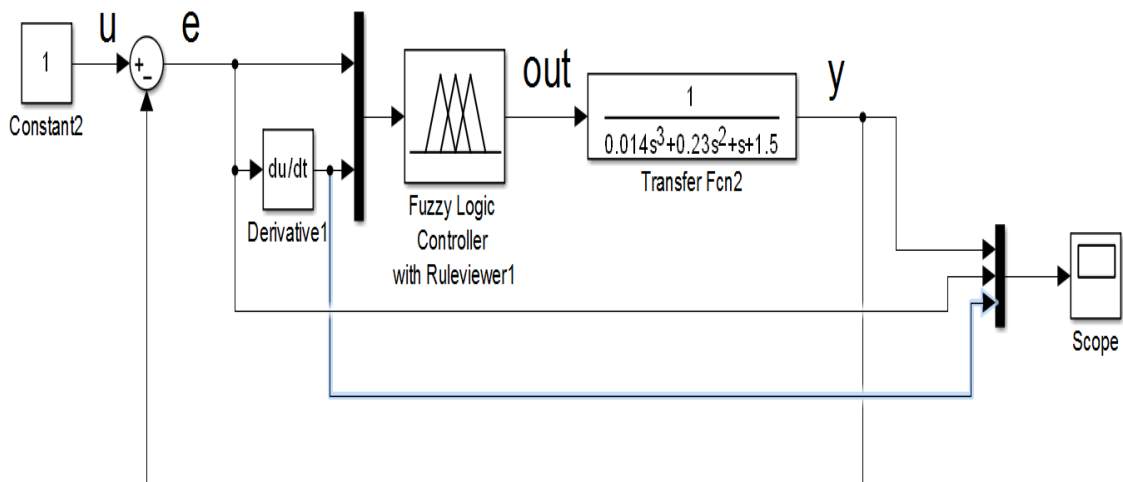 u
e
1
+
−
Constant2
du/dt
Derivative1
Fuzzy Logic
Controller
with Ruleviewer1
out
1
0.014s³+0.23s²+s+1.5
Transfer Fcn2
y
Scope